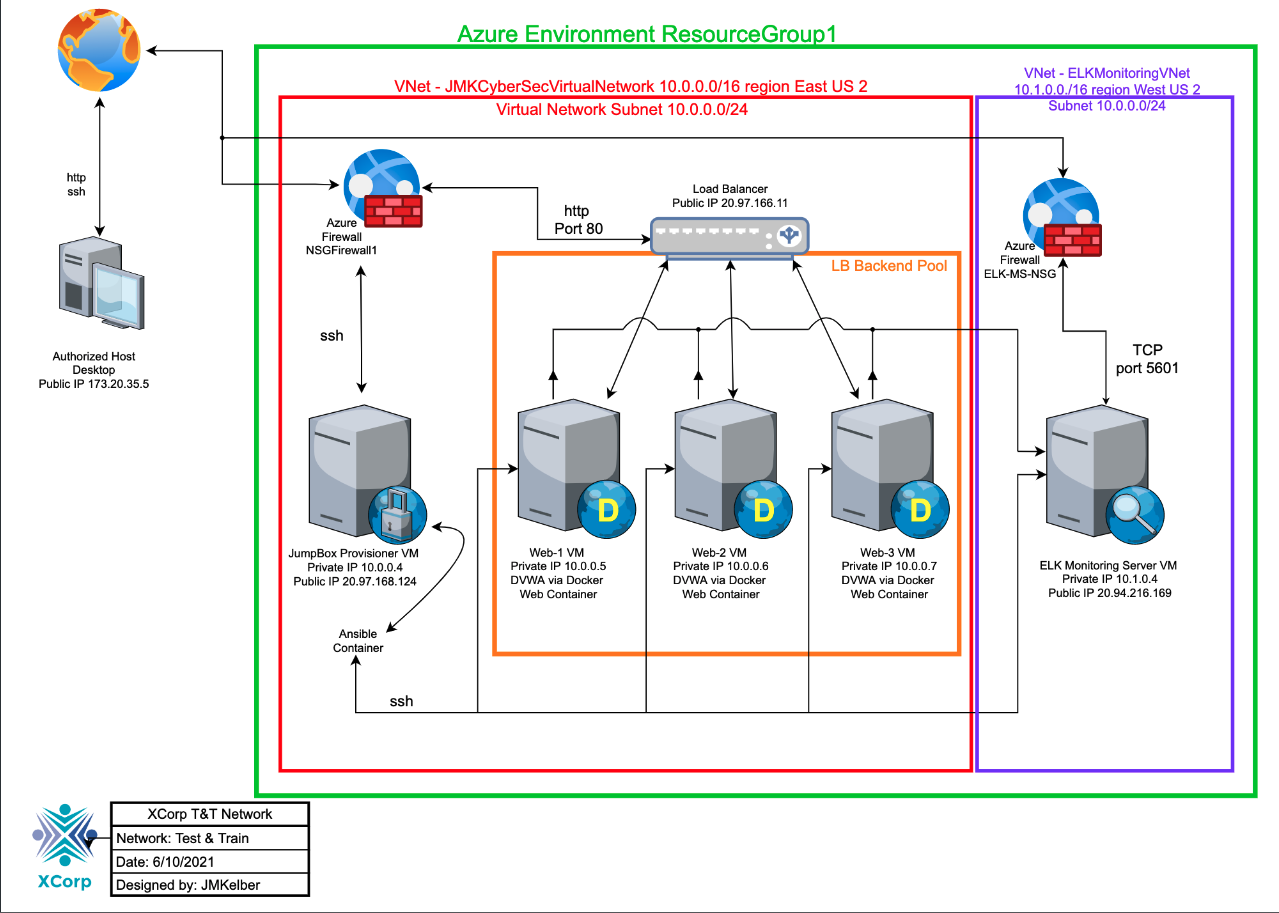 Azure Environment ResourceGroup1
VNet - JMKCyberSecVirtualNetwork 10.0.0.0/16 region East US 2
Virtual Network Subnet 10.0.0.0/24
VNet - ELKMonitoringVNet
10.1.0.0./16 region West US 2
Subnet 10.0.0.0/24
http
ssh
Authorized Host
Desktop
Public IP 173.20.35.5
Azure
Firewall
NSGFirewall1
http
Port 80
Load Balancer
Public IP 20.97.166.11
LB Backend Pool
Azure
Firewall
ELK-MS-NSG
ssh
TCP
port 5601
JumpBox Provisioner VM
Private IP 10.0.0.4
Public IP 20.97.168.124
D
Web-1 VM
Private IP 10.0.0.5
DVWA via Docker
Web Container
D
Web-2 VM
Private IP 10.0.0.6
DVWA via Docker
Web Container
D
Web-3 VM
Private IP 10.0.0.7
DVWA via Docker
Web Container
ELK Monitoring Server VM
Private IP 10.1.0.4
Public IP 20.94.216.169
Ansible
Container
ssh
XCorp
XCorp T&T Network
Network: Test & Train
Date: 6/10/2021
Designed by: JMKelber